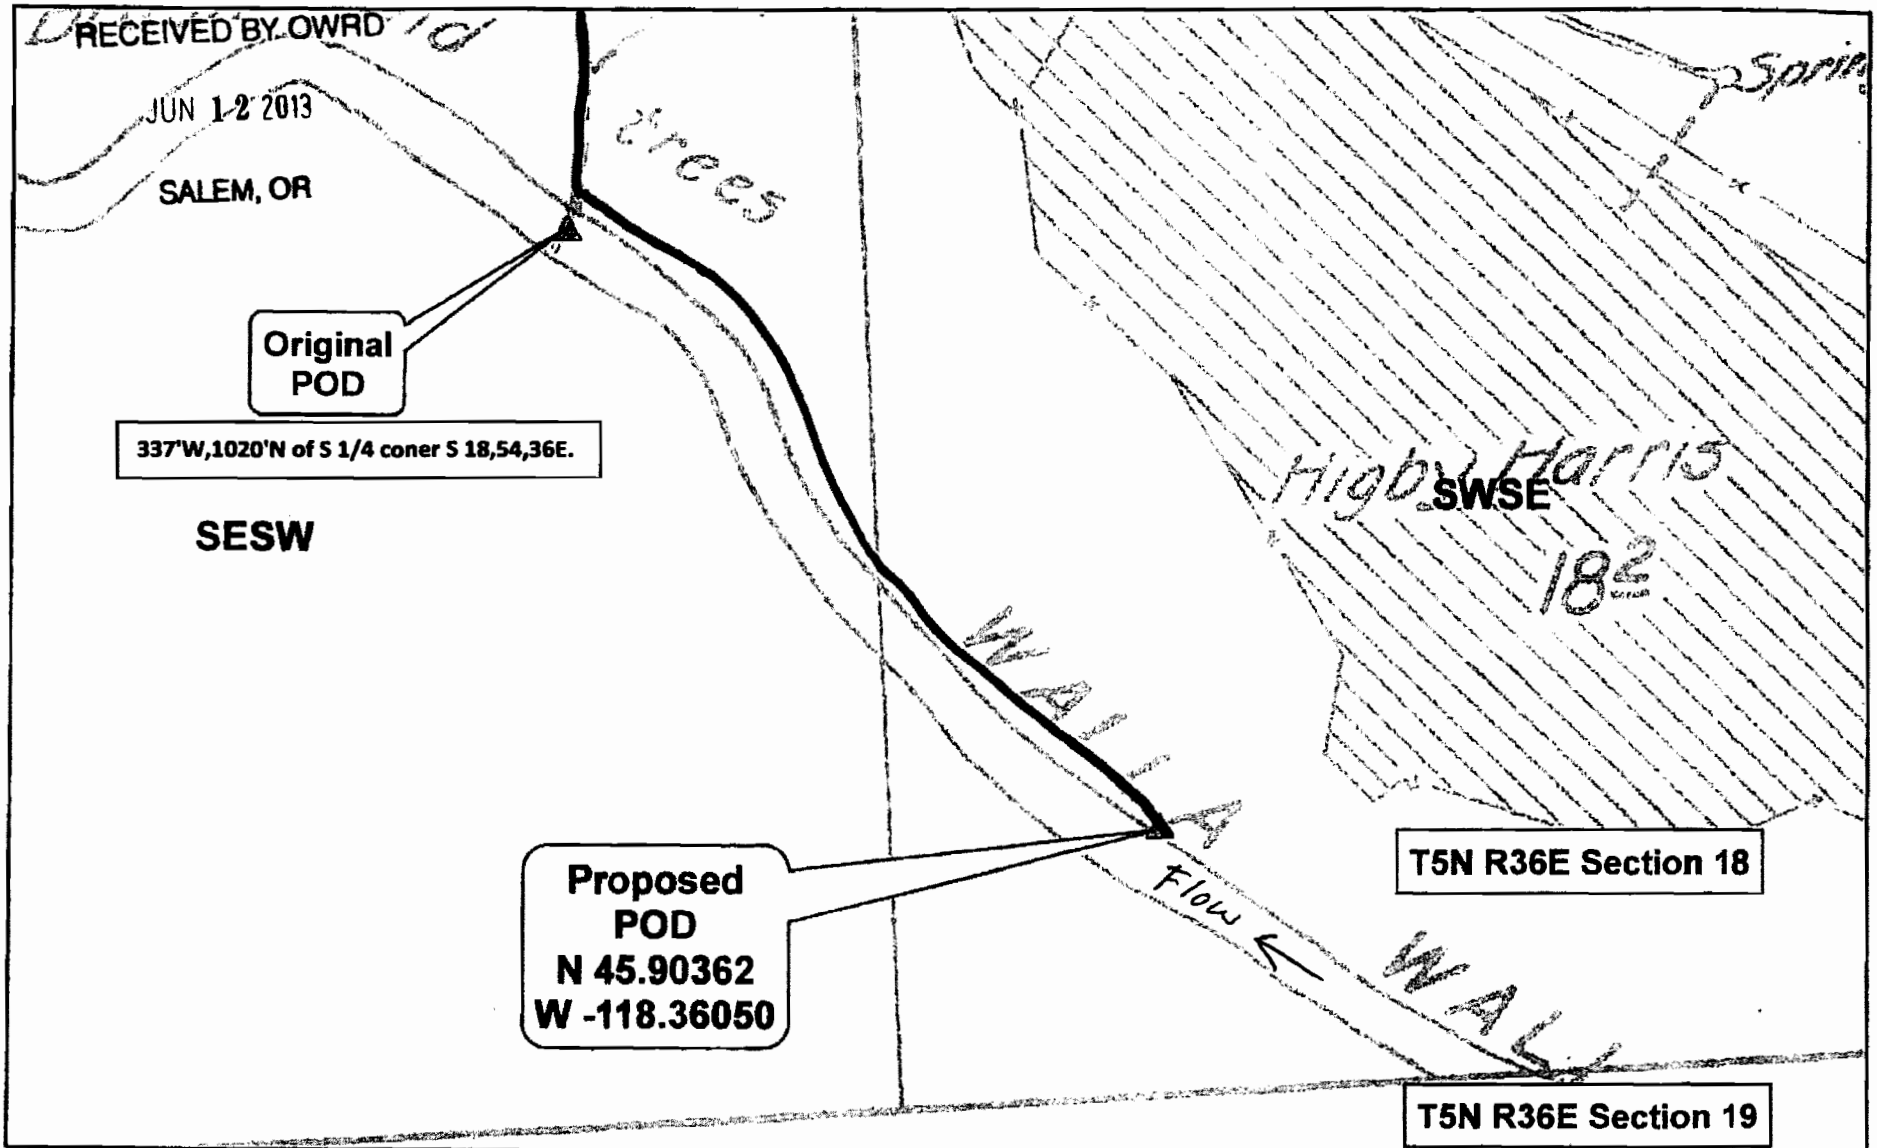 RECEIVED BY OWRD
JUN 12 2013
SALEM, OR
trees
Original
POD
337'W,1020'N of S 1/4 coner S 18,54,36E.
SESW
Higby Harris
SWSE
18²
WALLA
Proposed
POD
N 45.90362
W -118.36050
Flow
WALL
T5N R36E Section 18
T5N R36E Section 19